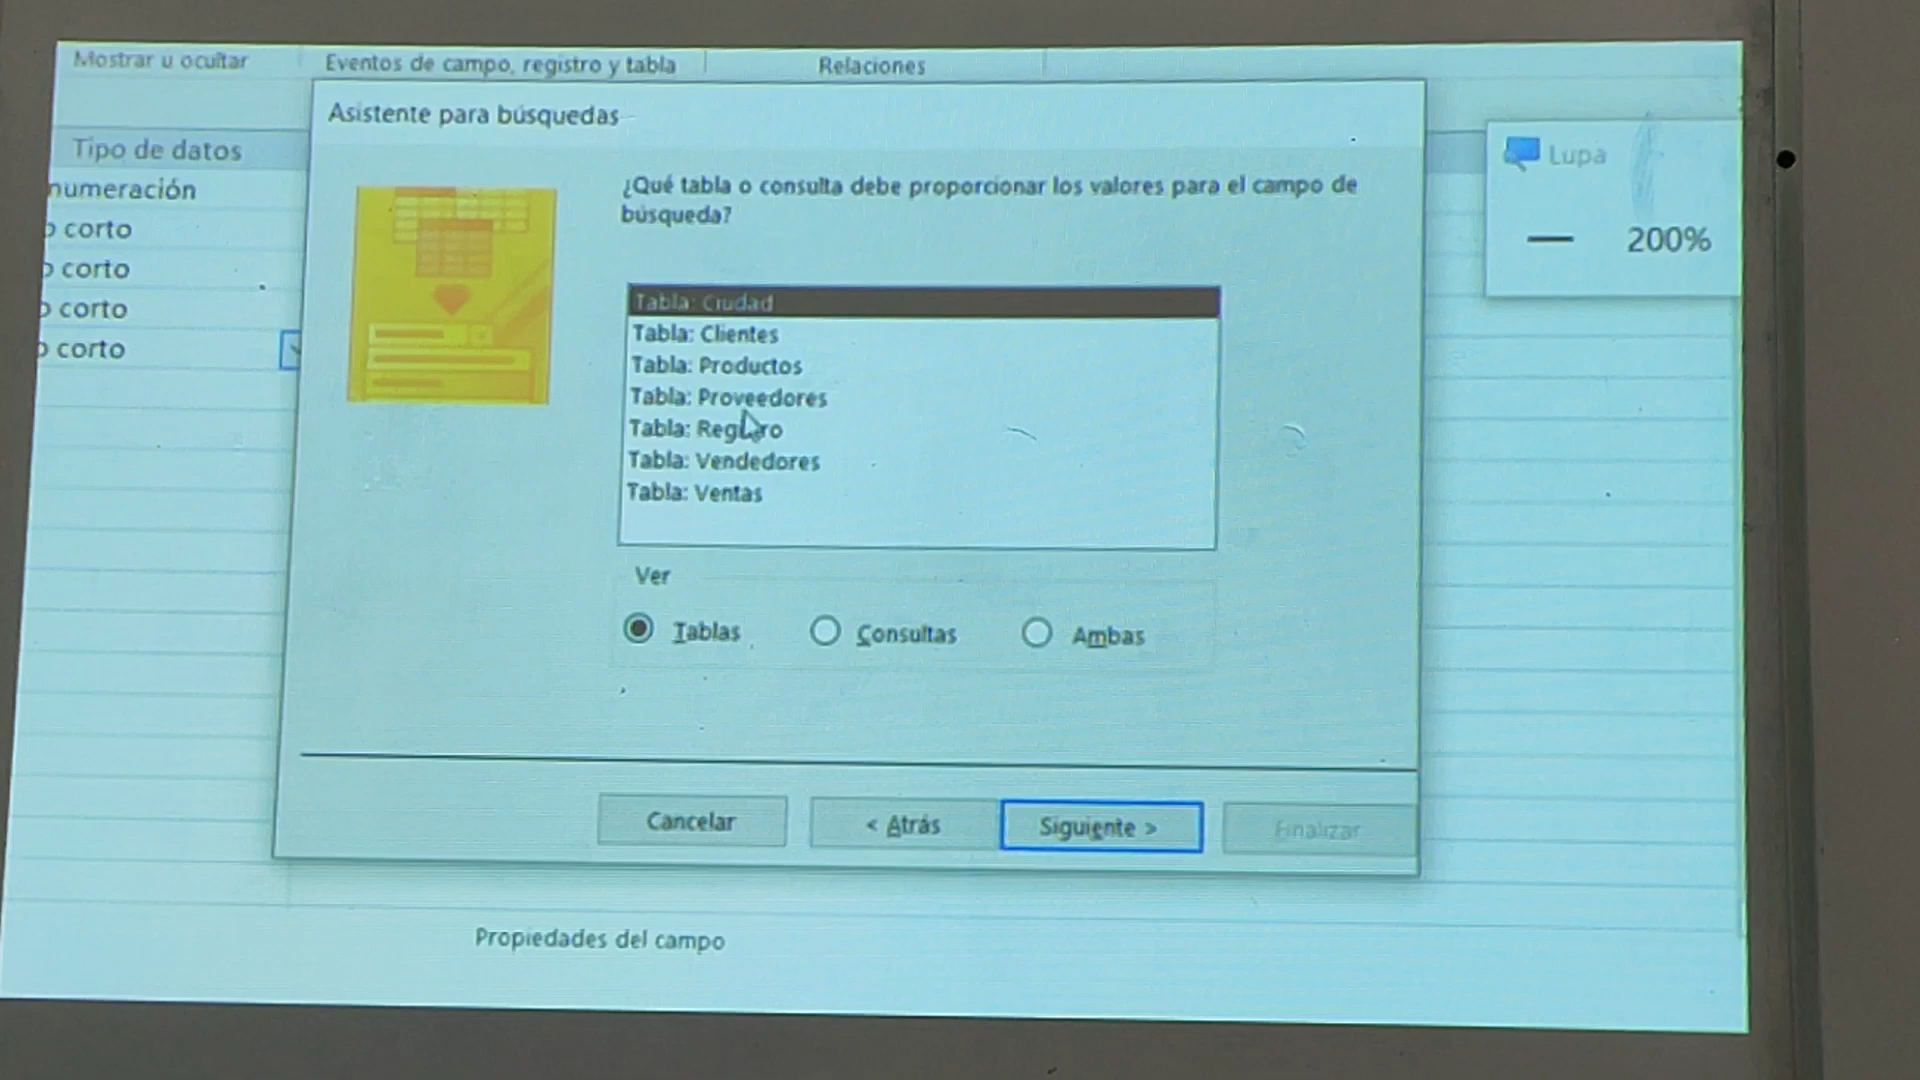 Mostrar u ocultar
Eventos de campo, registro y tabla
Relaciones
Asistente para búsquedas
Tipo de datos
numeración
o corto
o corto
o corto
o corto
¿Qué tabla o consulta debe proporcionar los valores para el campo de
búsqueda?
Tabla: Ciudad
Tabla: Clientes
Tabla: Productos
Tabla: Proveedores
Tabla: Registro
Tabla: Vendedores
Tabla: Ventas
Ver
Tablas
Consultas
Ambas
Cancelar
< Atrás
Siguiente >
Finalizar
Propiedades del campo
Lupa
200%